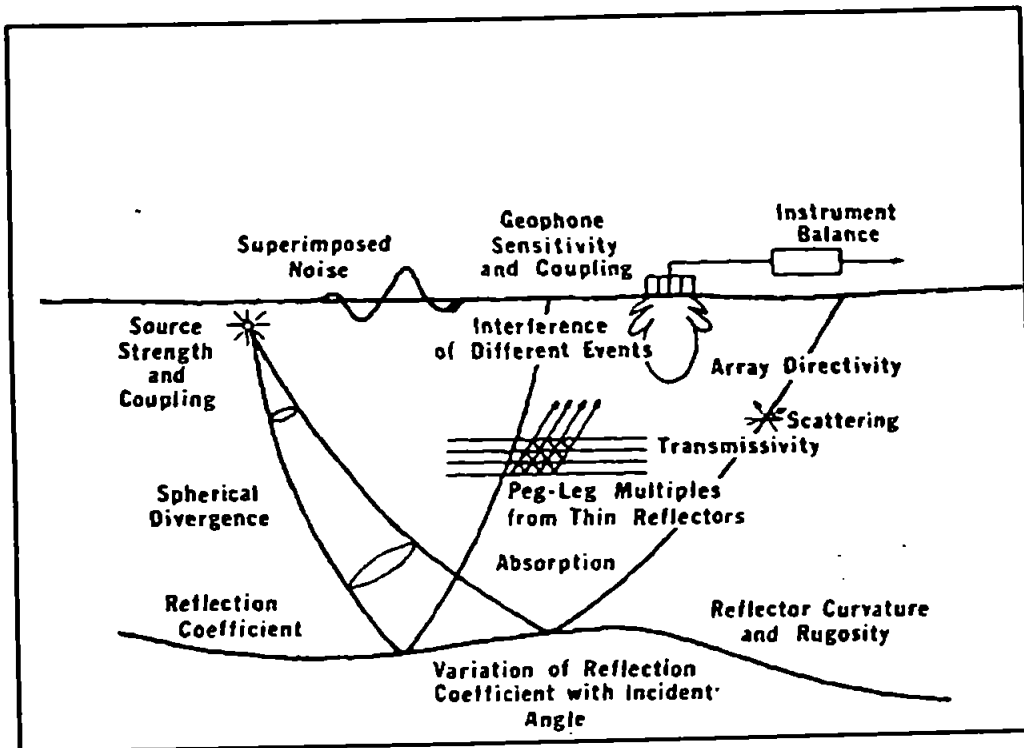 Superimposed
Noise
Geophone
Sensitivity
and Coupling
Instrument
Balance
Source
Strength
and
Coupling
Interference
of Different Events
Array Directivity
Scattering
Transmissivity
Peg-Leg Multiples
from Thin Reflectors
Spherical
Divergence
Absorption
Reflection
Coefficient
Reflector Curvature
and Rugosity
Variation of Reflection
Coefficient with Incident
Angle